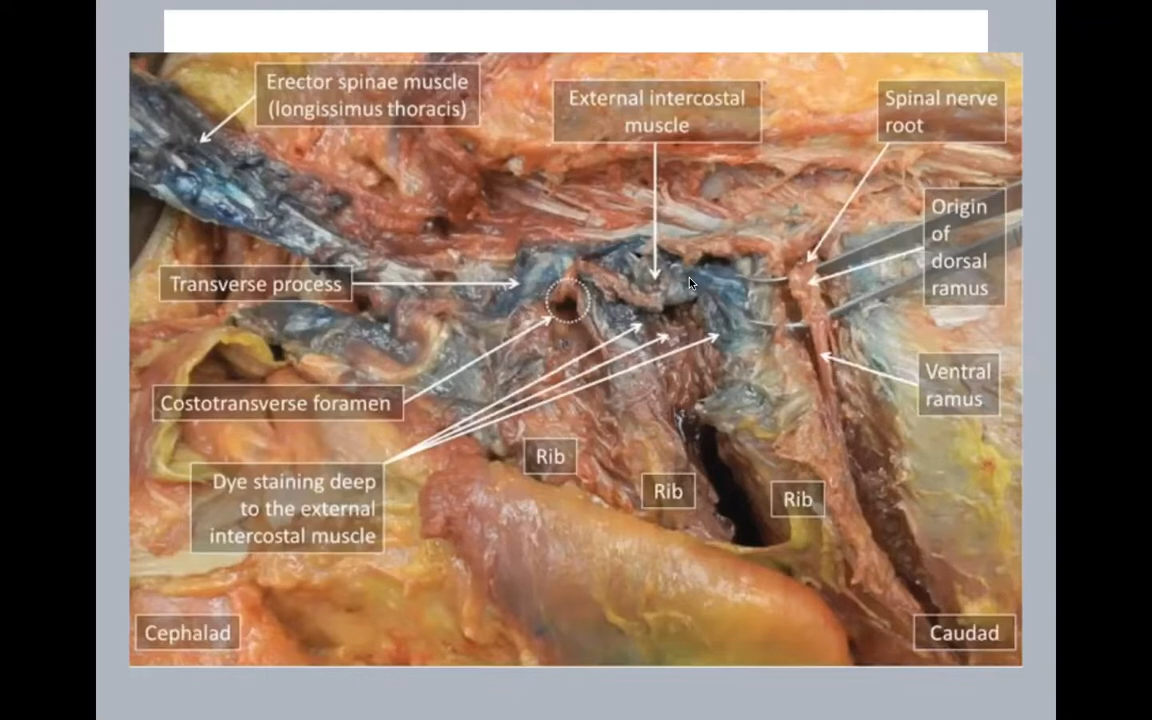 Erector spinae muscle
(longissimus thoracis)
External intercostal
muscle
Spinal nerve
root
Origin
of
dorsal
ramus
Transverse process
Ventral
ramus
Costotransverse foramen
Rib
Rib
Rib
Dye staining deep
to the external
intercostal muscle
Cephalad
Caudad